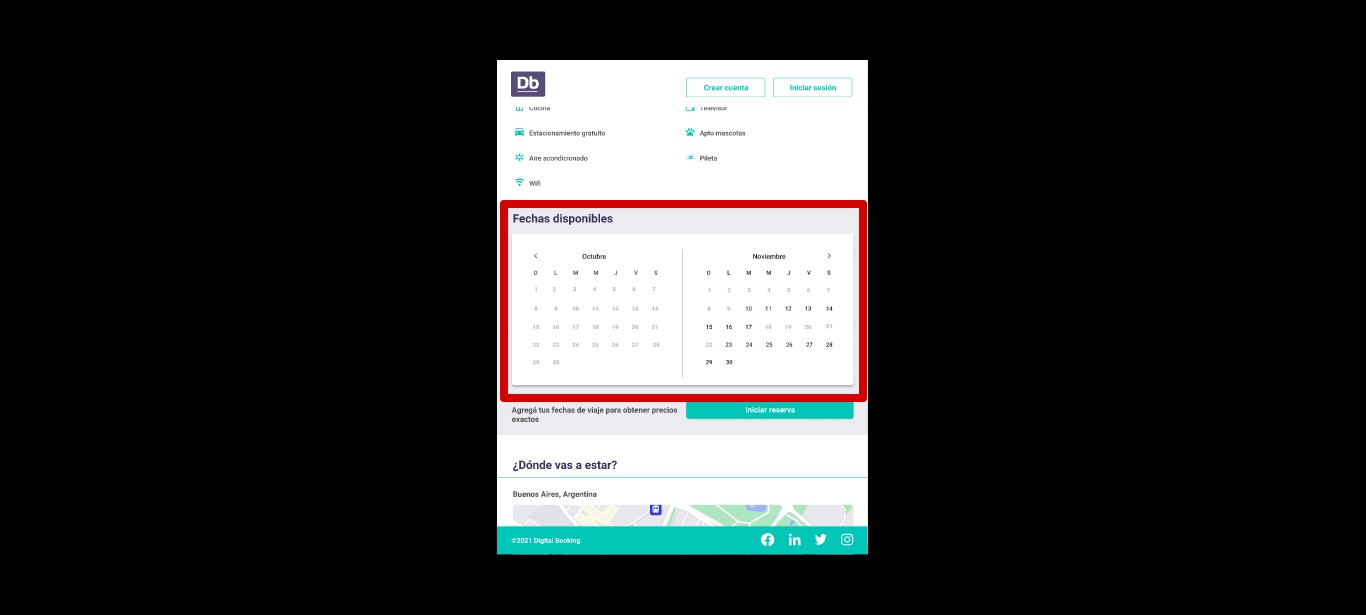 Db
Crear cuenta
Iniciar sesión
Cocina
Televisor
Estacionamiento gratuito
Apto mascotas
Aire acondicionado
Pileta
Wifi
Fechas disponibles
Octubre
D L M M J V S
1 2 3 4 5 6 7
8 9 10 11 12 13 14
15 16 17 18 19 20 21
22 23 24 25 26 27 28
29 30
Noviembre
D L M M J V S
1 2 3 4 5 6 7
8 9 10 11 12 13 14
15 16 17 18 19 20 21
22 23 24 25 26 27 28
29 30
Agregá tus fechas de viaje para obtener precios
exactos
Iniciar reserva
¿Dónde vas a estar?
Buenos Aires, Argentina
©2021 Digital Booking